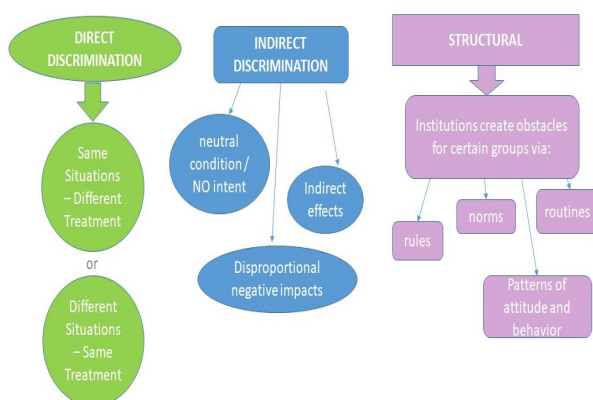 DIRECT
DISCRIMINATION
Same
Situations
– Different
Treatment
or
Different
Situations
– Same
Treatment
INDIRECT
DISCRIMINATION
neutral
condition /
NO intent
Indirect
effects
Disproportional
negative impacts
STRUCTURAL
Institutions create obstacles
for certain groups via:
rules
norms
routines
Patterns of
attitude and
behavior